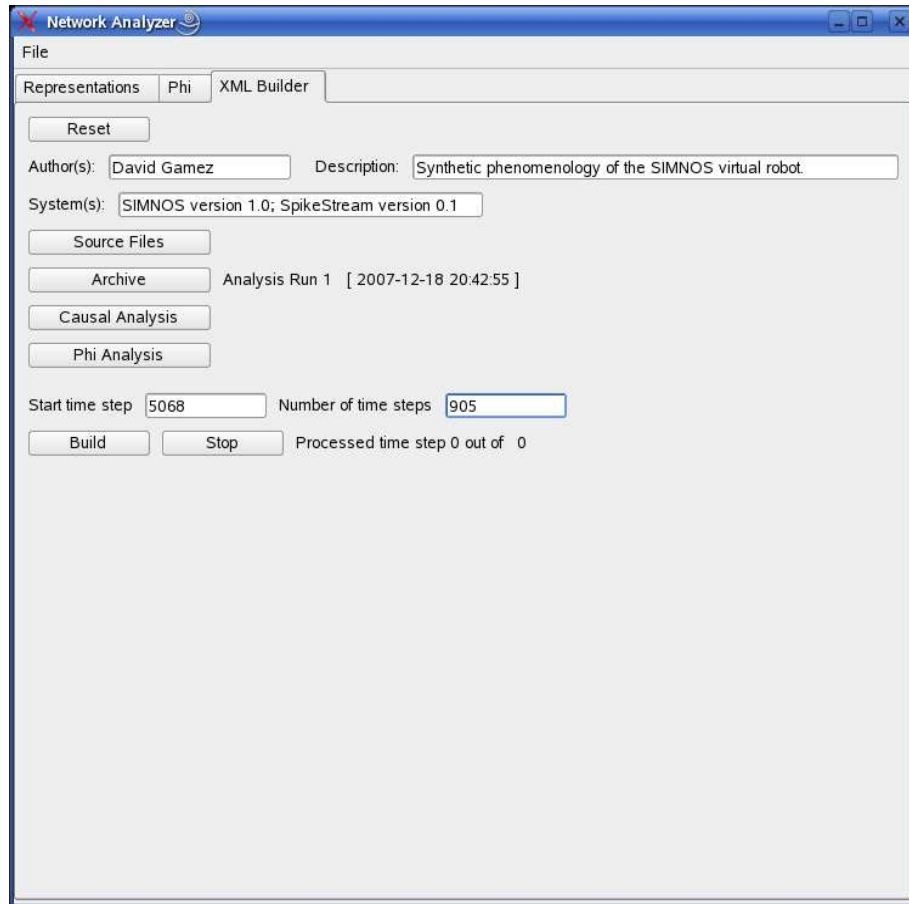 Network Analyzer
File
Representations Phi XML Builder
Reset
Author(s): David Gamez Description: Synthetic phenomenology of the SIMNOS virtual robot.
System(s): SIMNOS version 1.0; SpikeStream version 0.1
Source Files
Archive Analysis Run 1 [ 2007-12-18 20:42:55 ]
Causal Analysis
Phi Analysis
Start time step 5068 Number of time steps 905
Build Stop Processed time step 0 out of 0